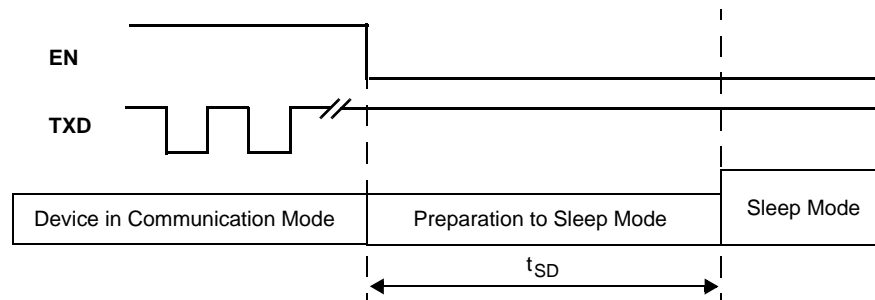 EN
TXD
Device in Communication Mode
Preparation to Sleep Mode
Sleep Mode
tSD